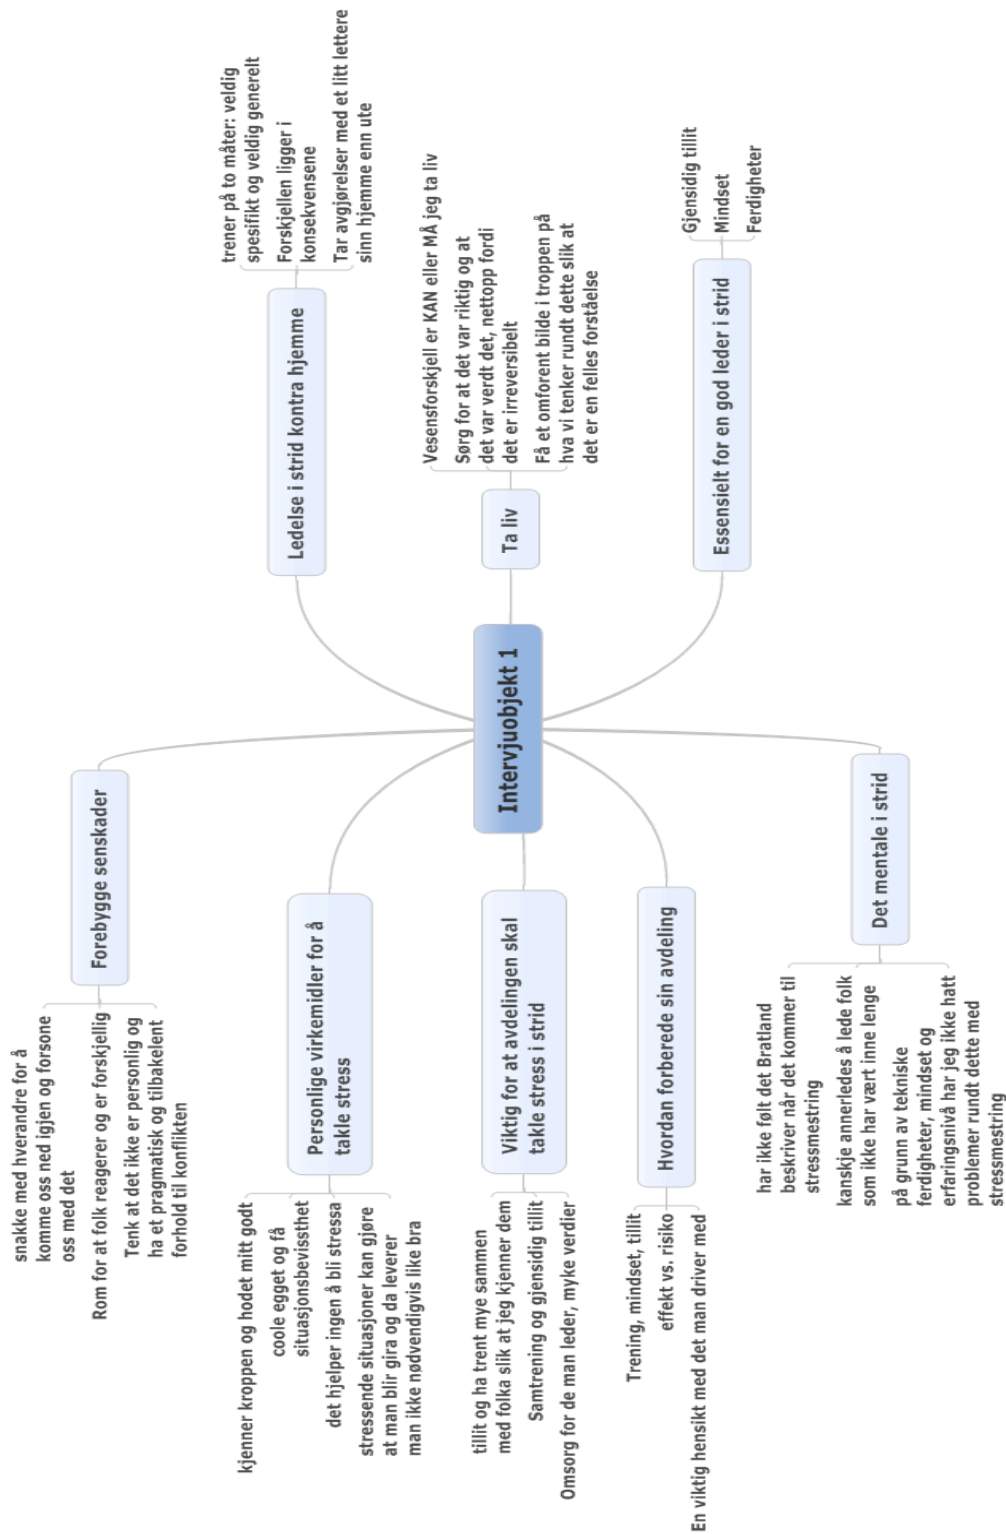 Intervjuobjekt 1
Ledelse i strid kontra hjemme
trener på to måter: veldig
spesifikt og veldig generelt
Forskjellen ligger i
konsekvensene
Tar avgjørelser med et litt lettere
sinn hjemme enn ute
Ta liv
Vesensforskjell er KAN eller MÅ jeg ta liv
Sørg for at det var riktig og at
det var verdt det, nettopp fordi
det er irreversibelt
Få et omforent bilde i troppen på
hva vi tenker rundt dette slik at
det er en felles forståelse
Essensielt for en god leder i strid
Gjensidig tillit
Mindset
Ferdigheter
Forebygge senskader
snakke med hverandre for å
komme oss ned igjen og forsone
oss med det
Rom for at folk reagerer og er forskjellig
Tenk at det ikke er personlig og
ha et pragmatisk og tilbakelent
forhold til konflikten
Personlige virkemidler for å
takle stress
kjenner kroppen og hodet mitt godt
coole egget og få
situasjonsbevissthet
det hjelper ingen å bli stressa
stressende situasjoner kan gjøre
at man blir gira og da leverer
man ikke nødvendigvis like bra
Viktig for at avdelingen skal
takle stress i strid
tillit og ha trent mye sammen
med folka slik at jeg kjenner dem
Samtrening og gjensidig tillit
Omsorg for de man leder, myke verdier
Hvordan forberede sin avdeling
Trening, mindset, tillit
effekt vs. risiko
En viktig hensikt med det man driver med
Det mentale i strid
har ikke følt det Bratland
beskriver når det kommer til
stressmestring
kanskje annerledes å lede folk
som ikke har vært inne lenge
på grunn av tekniske
ferdigheter, mindset og
erfaringsnivå har jeg ikke hatt
problemer rundt dette med
stressmestring